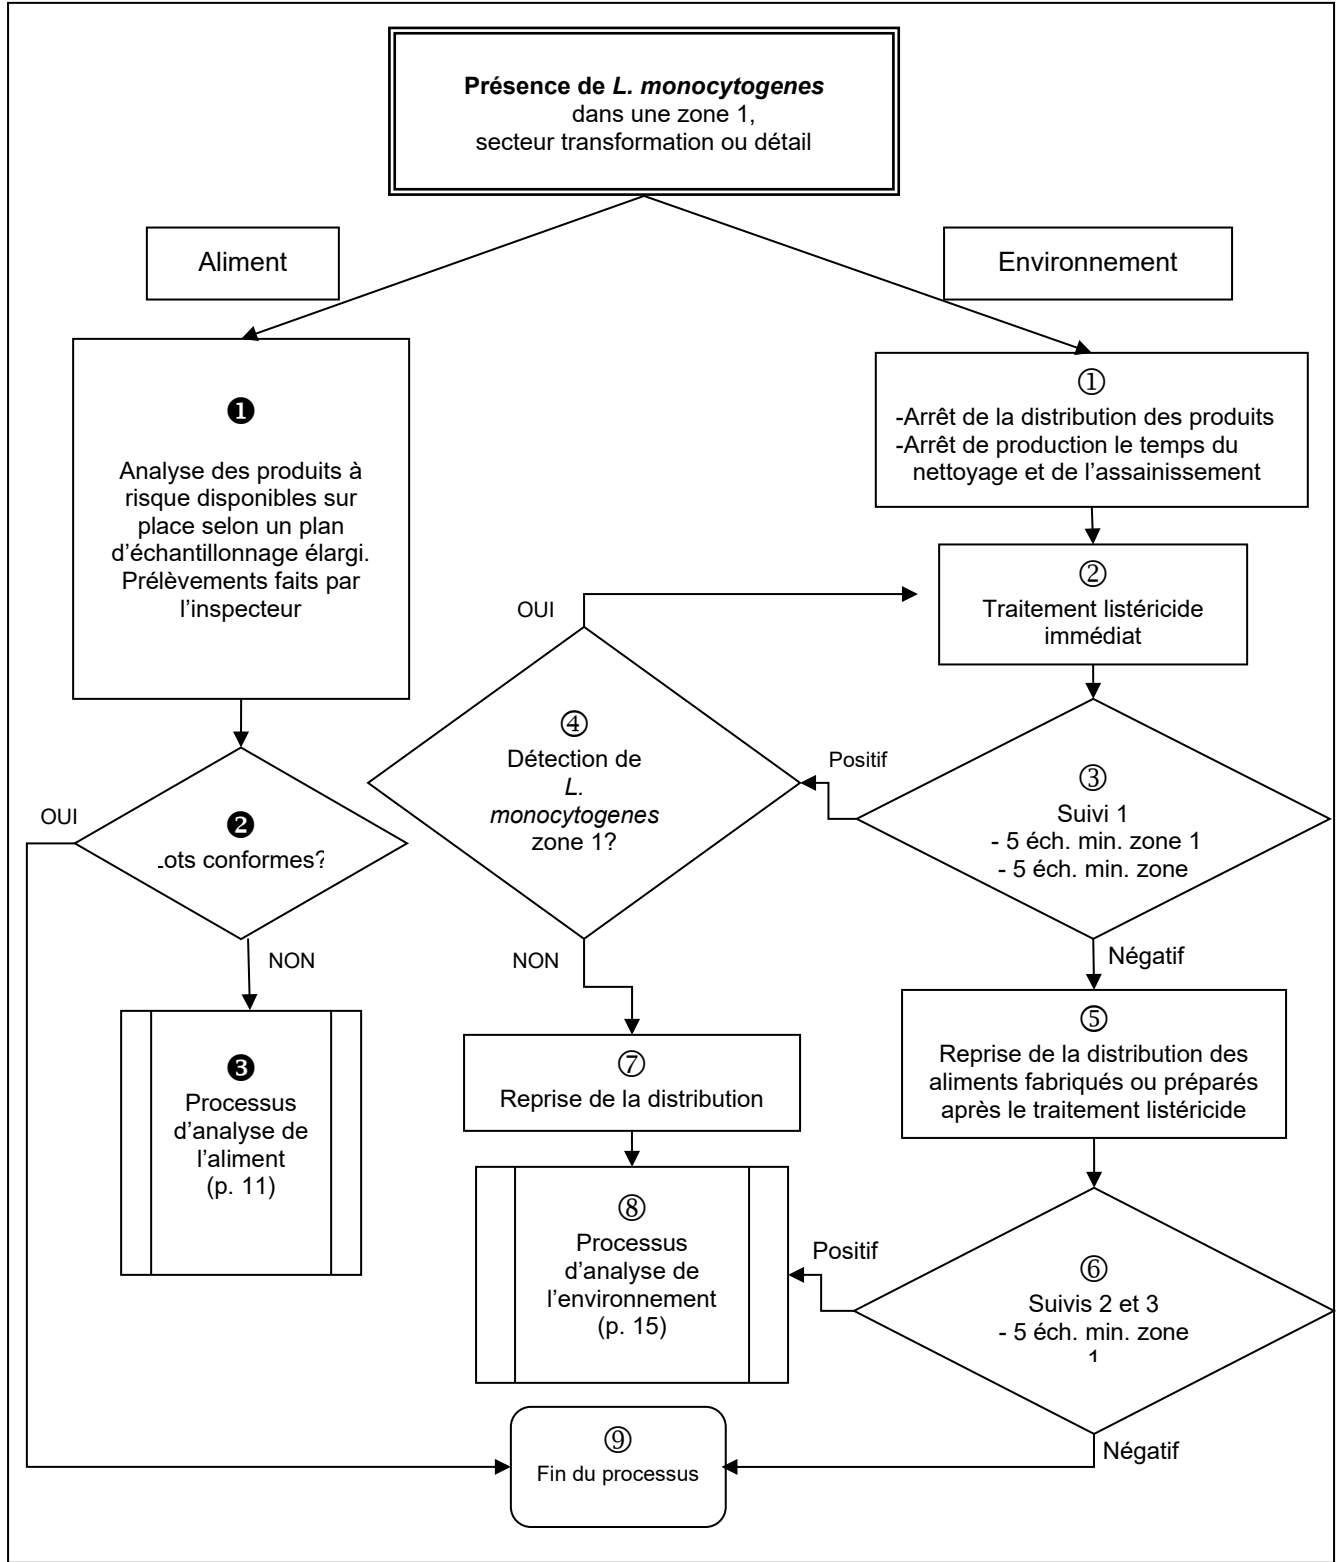 Présence de L. monocytogenes
dans une zone 1,
secteur transformation ou détail
Aliment
Environnement
❶
Analyse des produits à
risque disponibles sur
place selon un plan
d’échantillonnage élargi.
Prélèvements faits par
l’inspecteur
①
-Arrêt de la distribution des produits
-Arrêt de production le temps du
nettoyage et de l’assainissement
②
Traitement listéricide
immédiat
OUI
④
Détection de
L.
monocytogenes
zone 1?
Positif
③
Suivi 1
- 5 éch. min. zone 1
- 5 éch. min. zone
OUI
❷
conformes?
NON
NON
Négatif
❸
Processus
d’analyse de
l’aliment
(p. 11)
⑦
Reprise de la distribution
⑤
Reprise de la distribution des
aliments fabriqués ou préparés
après le traitement listéricide
⑧
Processus
d’analyse de
l’environnement
(p. 15)
Positif
⑥
Suivis 2 et 3
- 5 éch. min. zone
1
Négatif
⑨
Fin du processus